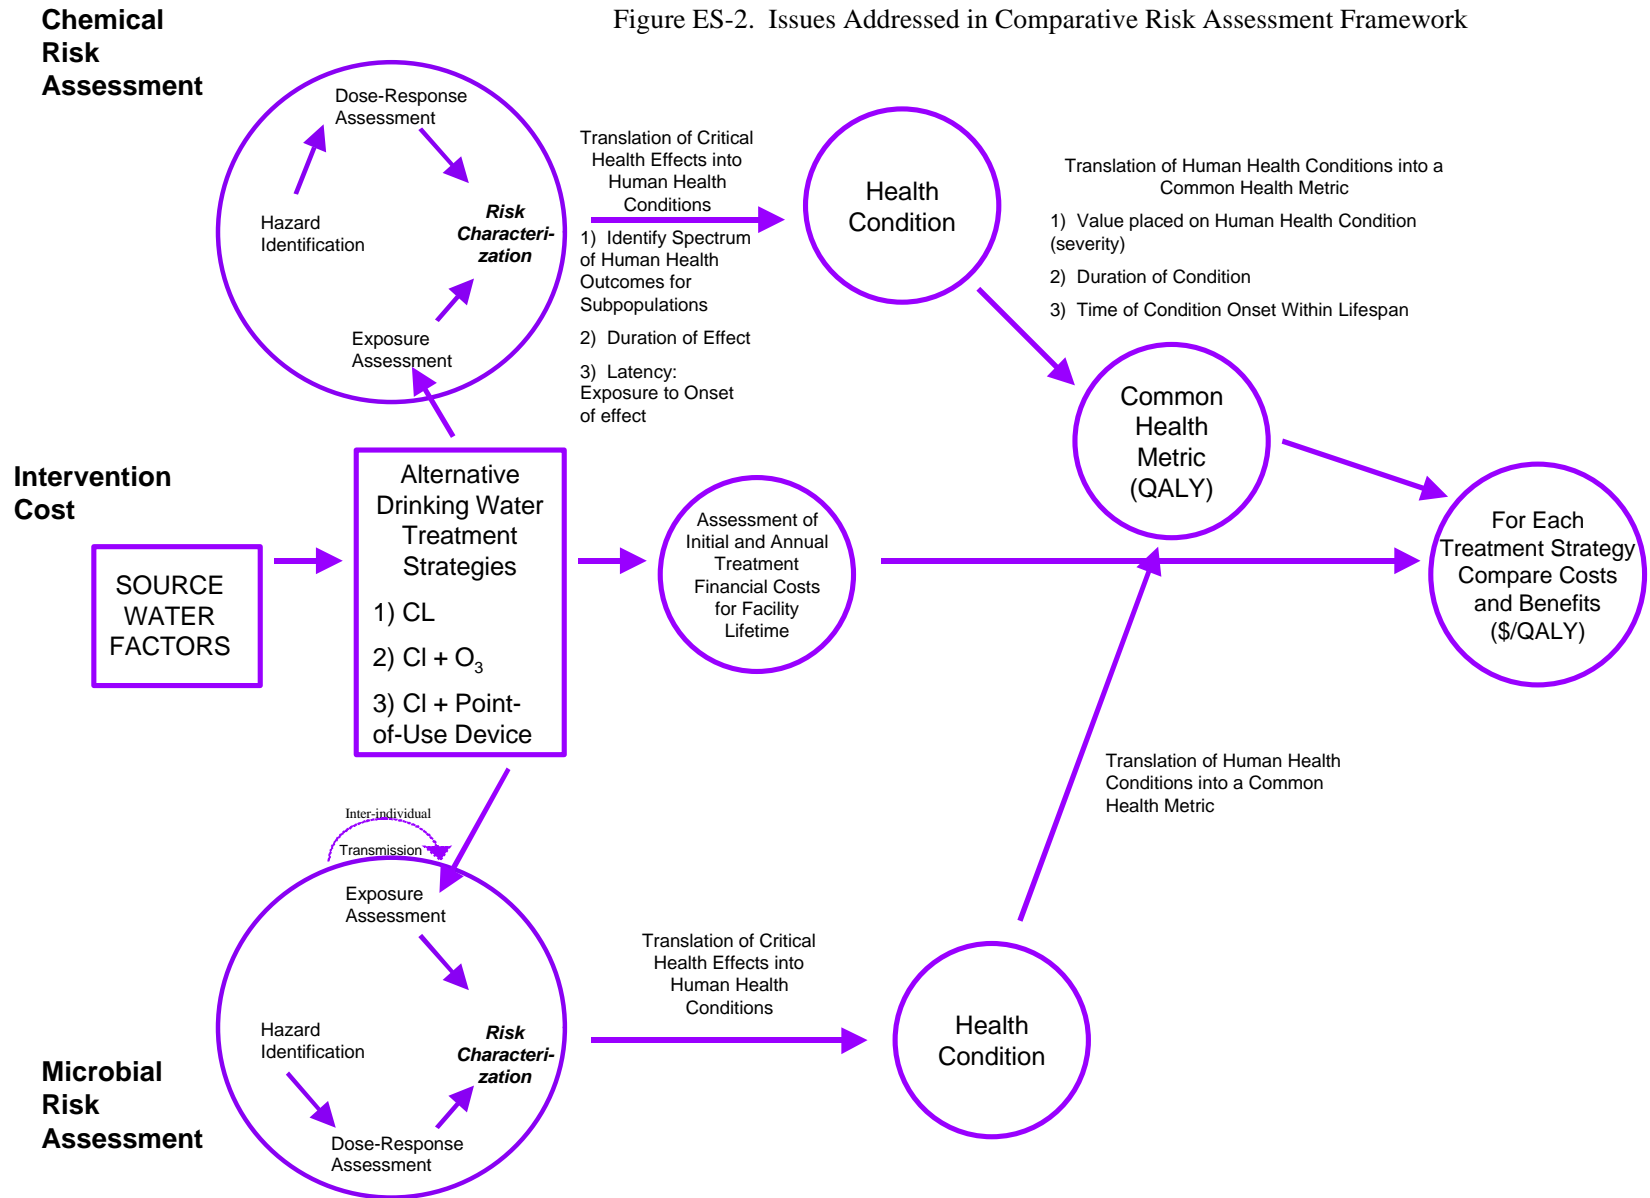 Figure ES-2. Issues Addressed in Comparative Risk Assessment Framework
Chemical
Risk
Assessment
Dose-Response
Assessment
Hazard
Identification
Risk
Characteri-
zation
Exposure
Assessment
Translation of Critical
Health Effects into
Human Health
Conditions
1) Identify Spectrum
of Human Health
Outcomes for
Subpopulations
2) Duration of Effect
3) Latency:
Exposure to Onset
of effect
Health
Condition
Translation of Human Health Conditions into a
Common Health Metric
1) Value placed on Human Health Condition
(severity)
2) Duration of Condition
3) Time of Condition Onset Within Lifespan
Common
Health
Metric
(QALY)
Intervention
Cost
SOURCE
WATER
FACTORS
Alternative
Drinking Water
Treatment
Strategies
1) CL
2) Cl + O3
3) Cl + Point-
of-Use Device
Assessment of
Initial and Annual
Treatment
Financial Costs
for Facility
Lifetime
For Each
Treatment Strategy
Compare Costs
and Benefits
($/QALY)
Translation of Human Health
Conditions into a Common
Health Metric
Inter-individual
Transmission
Exposure
Assessment
Hazard
Identification
Risk
Characteri-
zation
Dose-Response
Assessment
Microbial
Risk
Assessment
Translation of Critical
Health Effects into
Human Health
Conditions
Health
Condition